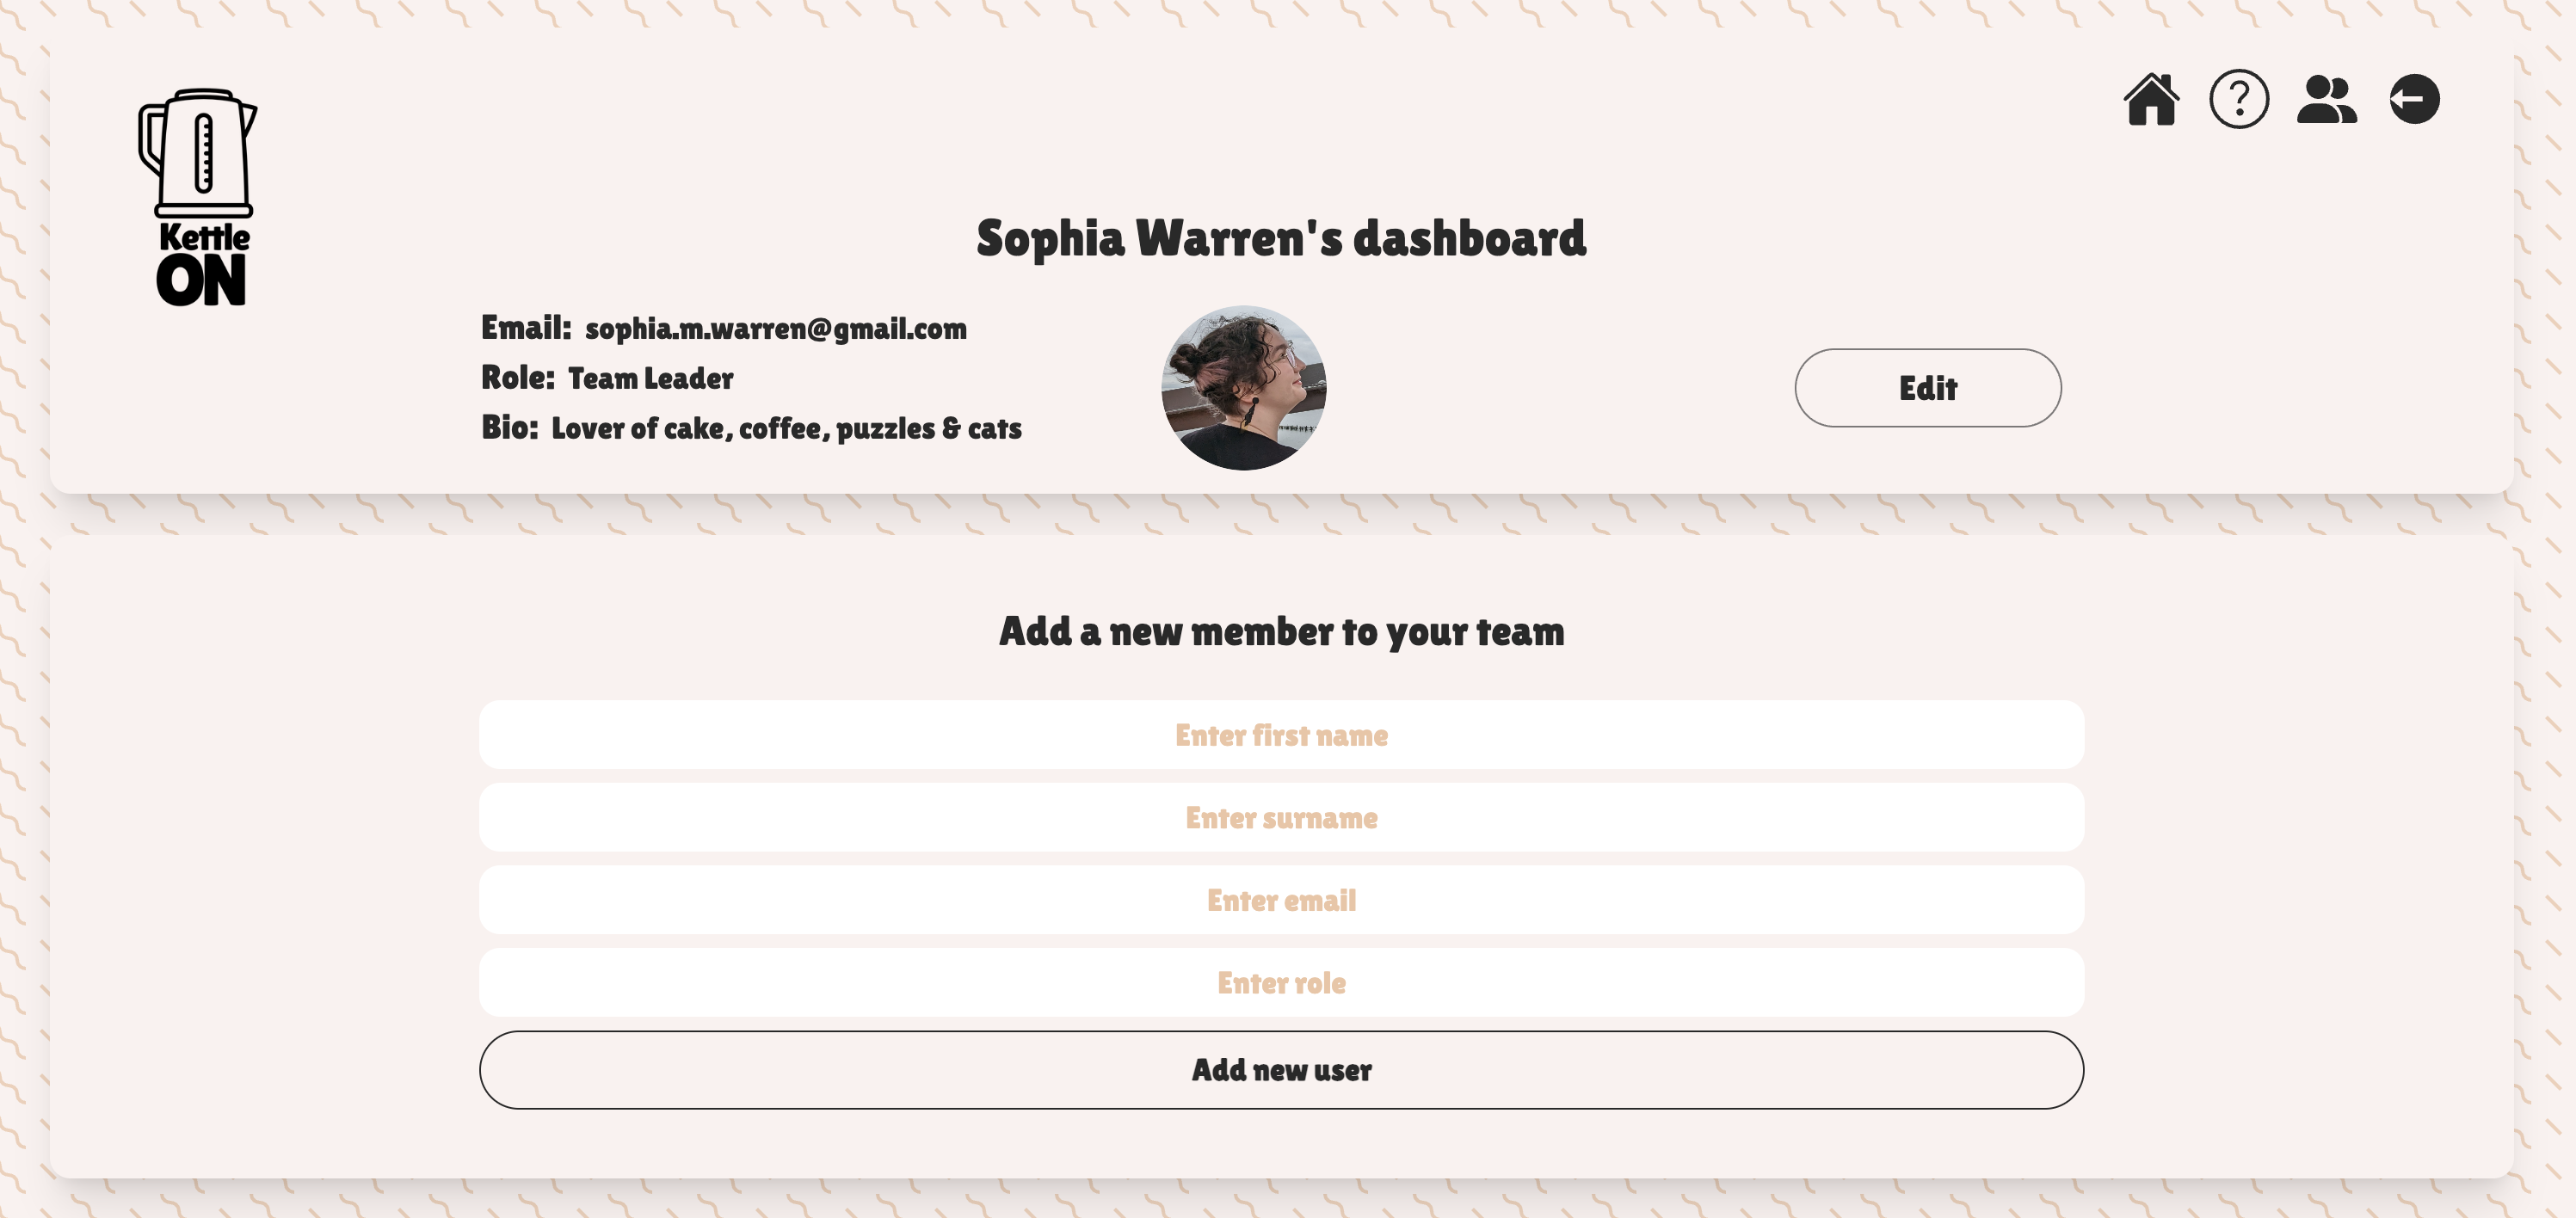 Kettle
ON
Sophia Warren's dashboard
Email: sophia.m.warren@gmail.com
Role: Team Leader
Bio: Lover of cake, coffee, puzzles & cats
Edit
Add a new member to your team
Enter first name
Enter surname
Enter email
Enter role
Add new user